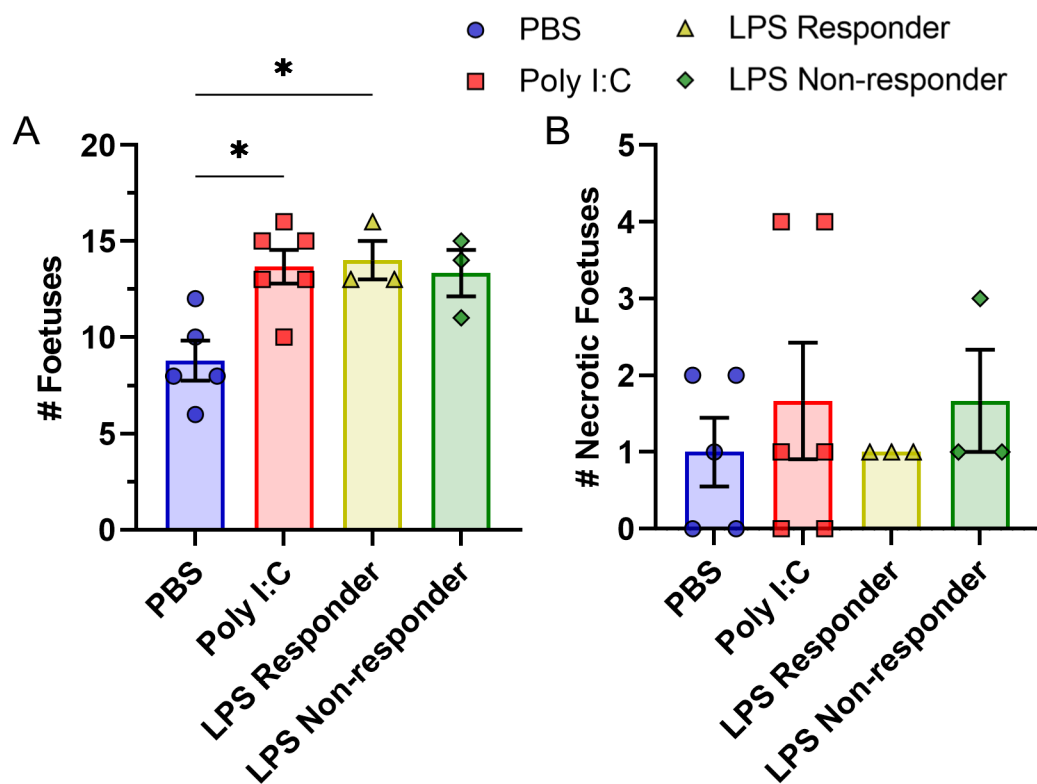 PBS
LPS Responder
Poly I:C
LPS Non-responder
A
*
*
# Foetuses
20
15
10
5
0
PBS
Poly I:C
LPS Responder
LPS Non-responder
B
# Necrotic Foetuses
5
4
3
2
1
0
PBS
Poly I:C
LPS Responder
LPS Non-responder